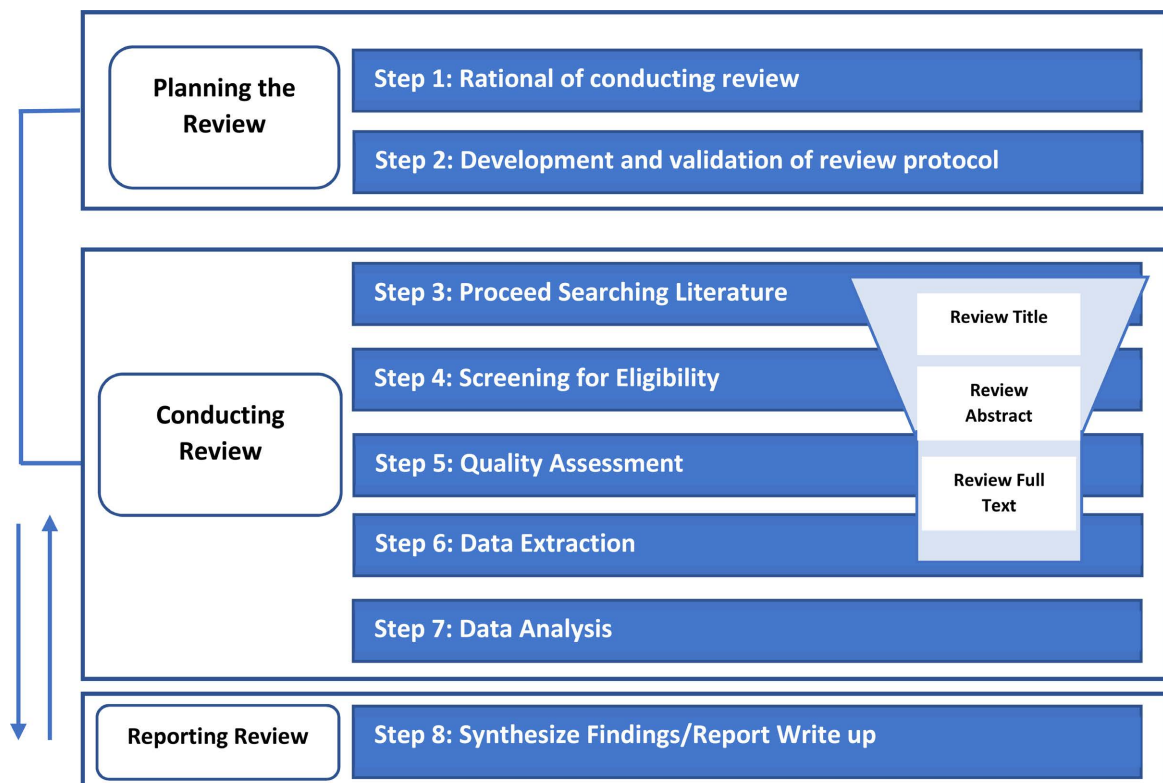 Planning the
Review
Step 1: Rational of conducting review
Step 2: Development and validation of review protocol
Conducting
Review
Step 3: Proceed Searching Literature
Step 4: Screening for Eligibility
Step 5: Quality Assessment
Step 6: Data Extraction
Step 7: Data Analysis
Review Title
Review
Abstract
Review Full
Text
Reporting Review
Step 8: Synthesize Findings/Report Write up